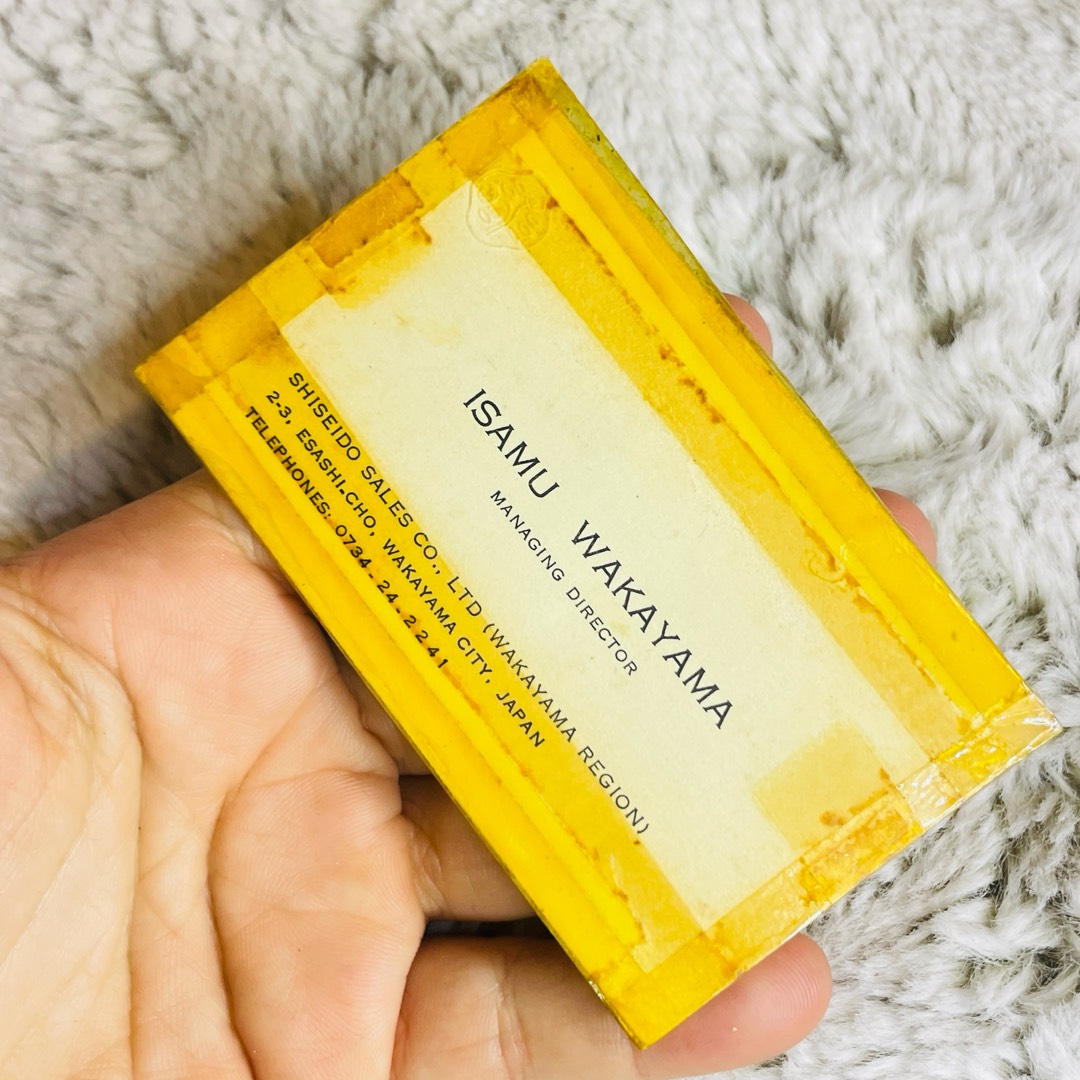 ISAMU WAKAYAMA
MANAGING DIRECTOR
SHISEIDO SALES CO., LTD (WAKAYAMA REGION)
2-3, ESASHI-CHO, WAKAYAMA CITY, JAPAN
TELEPHONES: 0734-24-2241